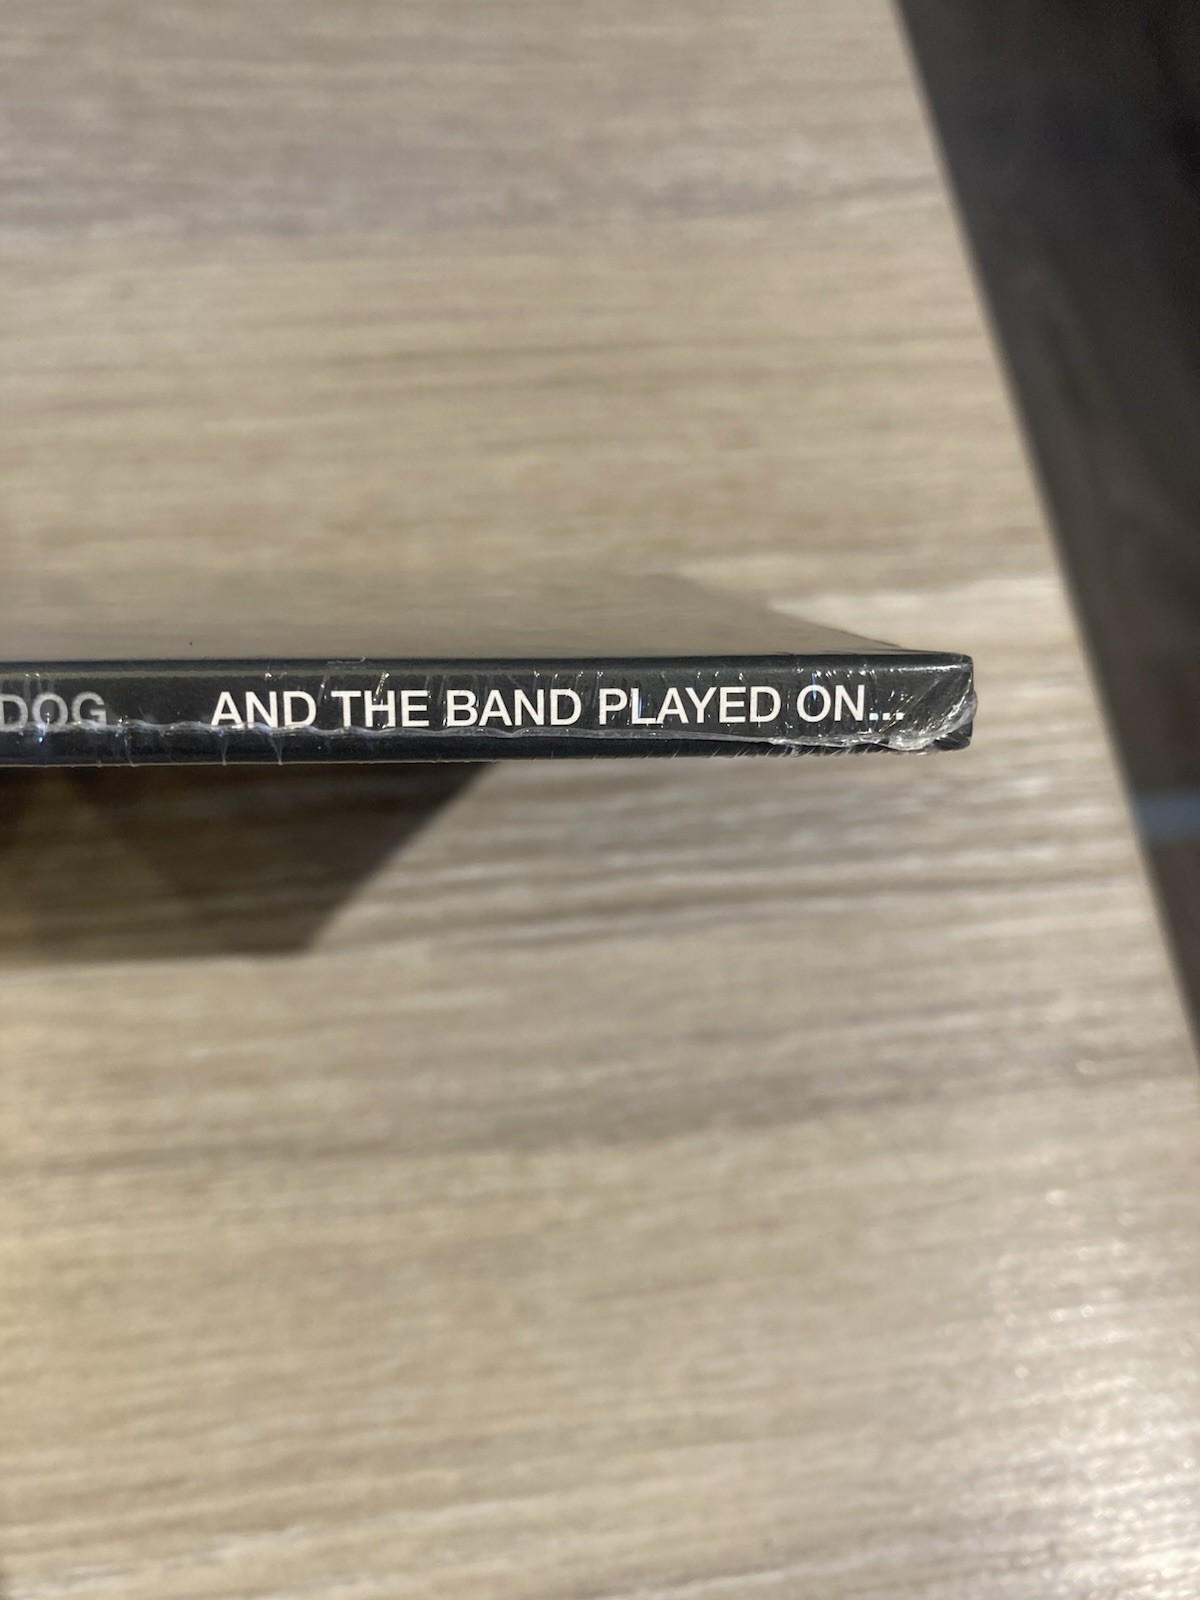 DOG AND THE BAND PLAYED ON...